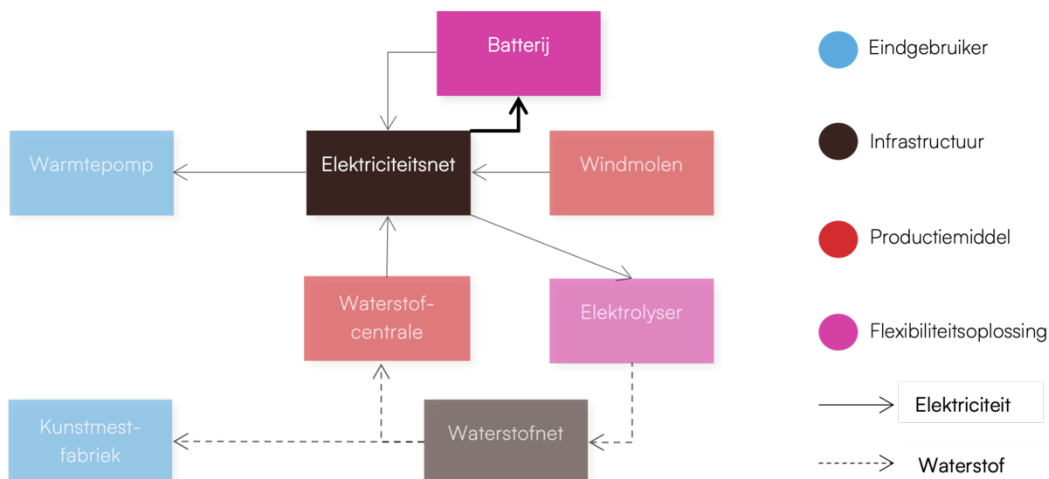 Batterij
Eindgebruiker
Warmtepomp
Elektriciteitsnet
Windmolen
Infrastructuur
Productiemiddel
Waterstof-
centrale
Elektrolyser
Flexibiliteitsoplossing
Kunstmest-
fabriek
Waterstofnet
Elektriciteit
Waterstof